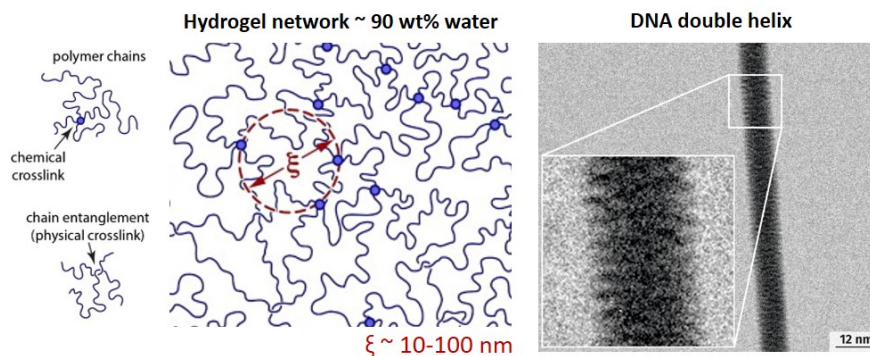 Hydrogel network ~ 90 wt% water
DNA double helix
polymer chains
chemical
crosslink
chain entanglement
(physical crosslink)
ξ
ξ ~ 10-100 nm
12 nm